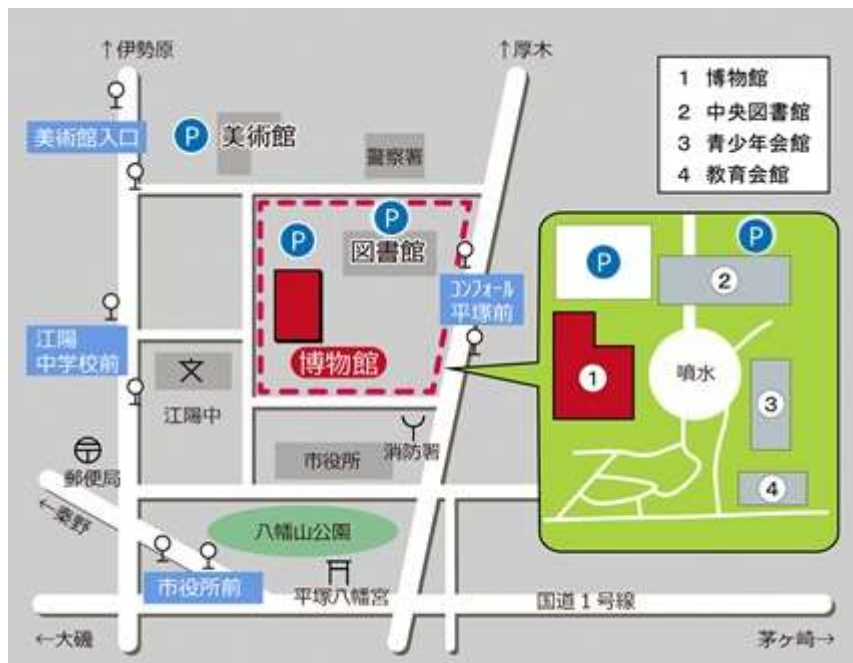 ↑伊勢原
↑厚木
1 博物館
2 中央図書館
3 青少年会館
4 教育会館
美術館入口
P
美術館
警察署
P
P
図書館
コンフォール
平塚前
博物館
P
P
2
1
噴水
3
4
江陽
中学校前
文
江陽中
消防署
市役所
郵便局
←秦野
八幡山公園
市役所前
平塚八幡宮
国道1号線
←大磯
茅ヶ崎→